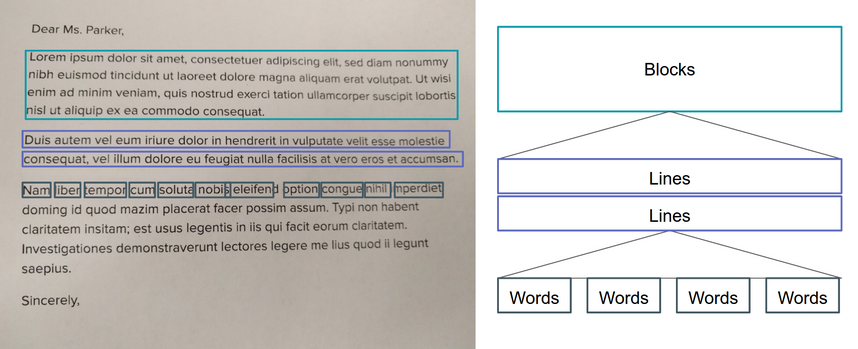 Dear Ms. Parker,
Lorem ipsum dolor sit amet, consectetuer adipiscing elit, sed diam nonummy
nibh euismod tincidunt ut laoreet dolore magna aliquam erat volutpat. Ut wisi
enim ad minim veniam, quis nostrud exerci tation ullamcorper suscipit lobortis
nisl ut aliquip ex ea commodo consequat.
Duis autem vel eum iriure dolor in hendrerit in vulputate velit esse molestie
consequat, vel illum dolore eu feugiat nulla facilisis at vero eros et accumsan.
Nam liber tempor cum soluta nobis eleifend option congue nihil imperdiet
doming id quod mazim placerat facer possim assum. Typi non habent
claritatem insitam; est usus legentis in iis qui facit eorum claritatem.
Investigationes demonstraverunt lectores legere me lius quod ii legunt
saepius.
Sincerely,
Blocks
Lines
Lines
Words Words Words Words